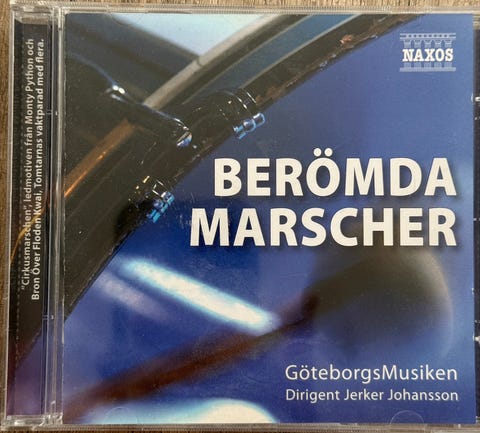 "Cirkusmarschen", ledmotiven från Monty Python och
Bron Över Floden Kwai, Tomtarnas vaktparad med flera.
NAXOS
BERÖMDA
MARSCHER
GöteborgsMusiken
Dirigent Jerker Johansson